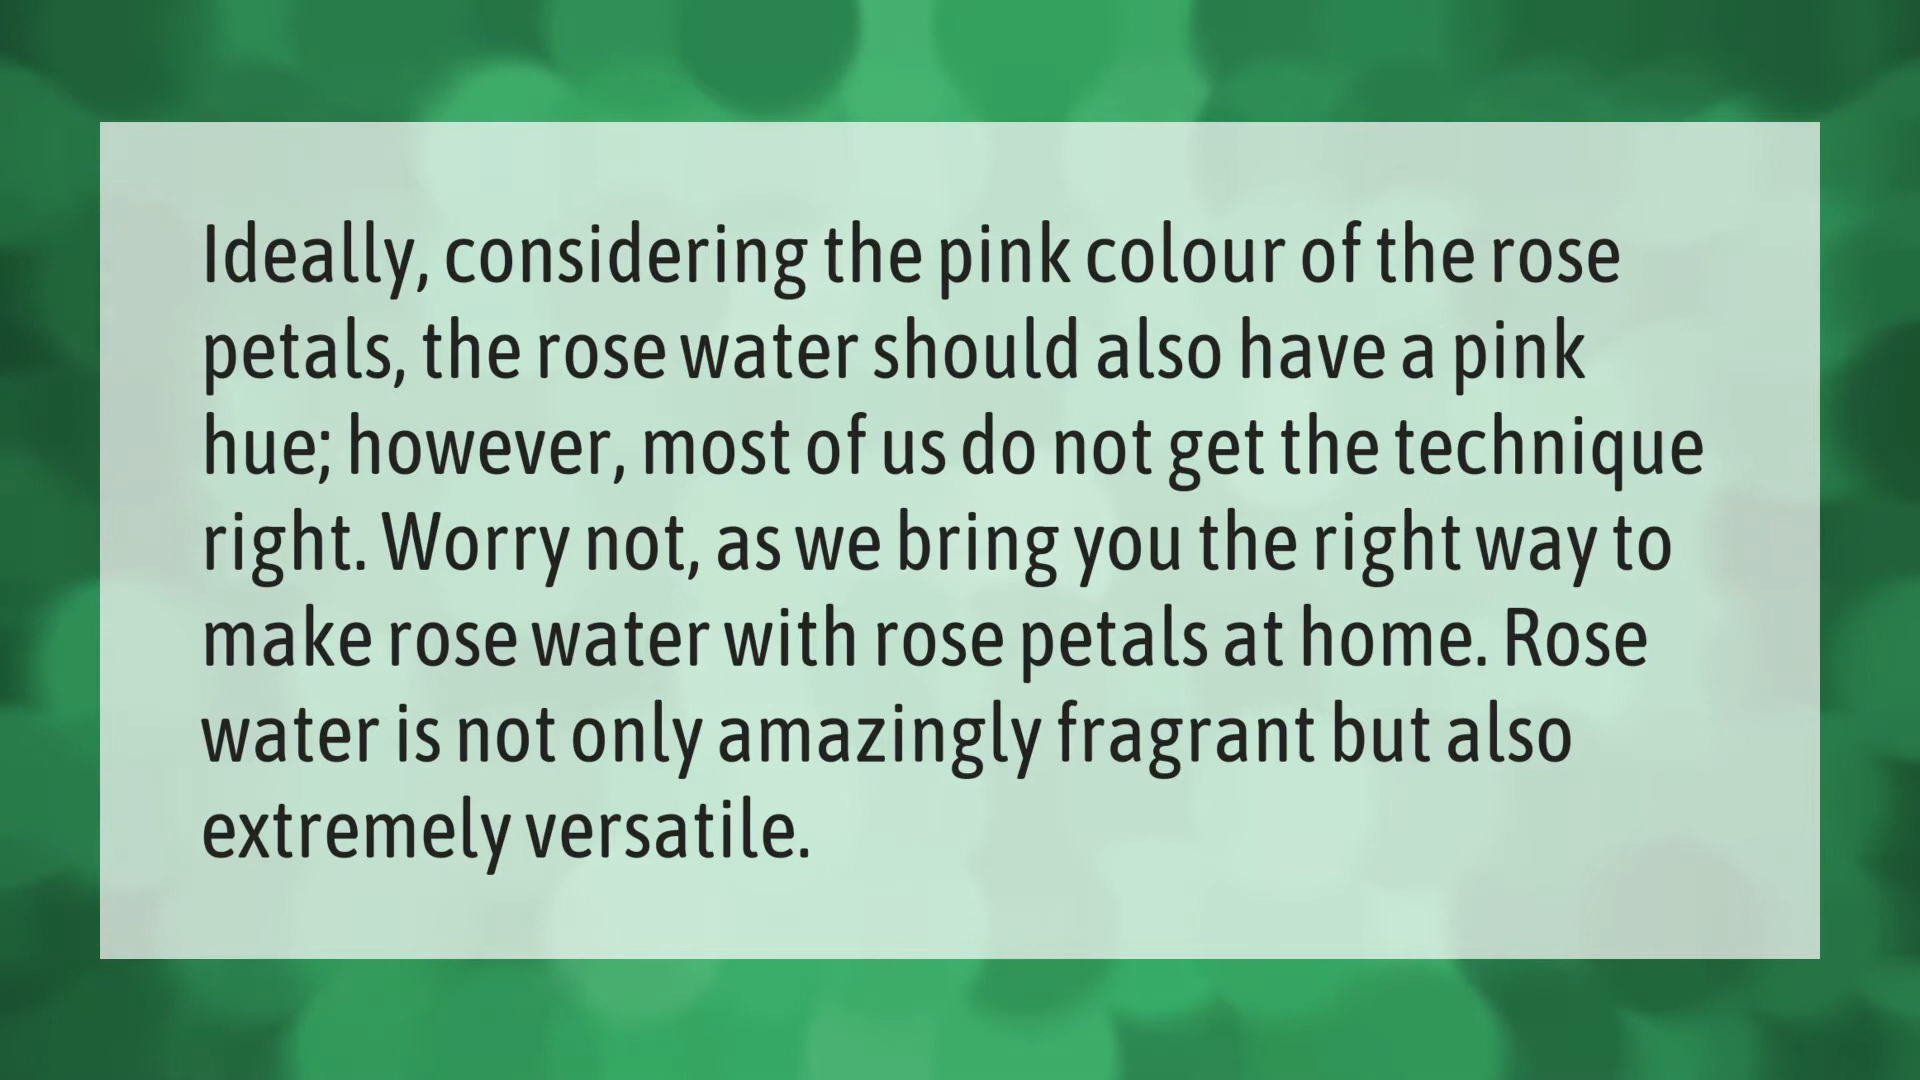 Ideally, considering the pink colour of the rose
petals, the rose water should also have a pink
hue; however, most of us do not get the technique
right. Worry not, as we bring you the right way to
make rose water with rose petals at home. Rose
water is not only amazingly fragrant but also
extremely versatile.